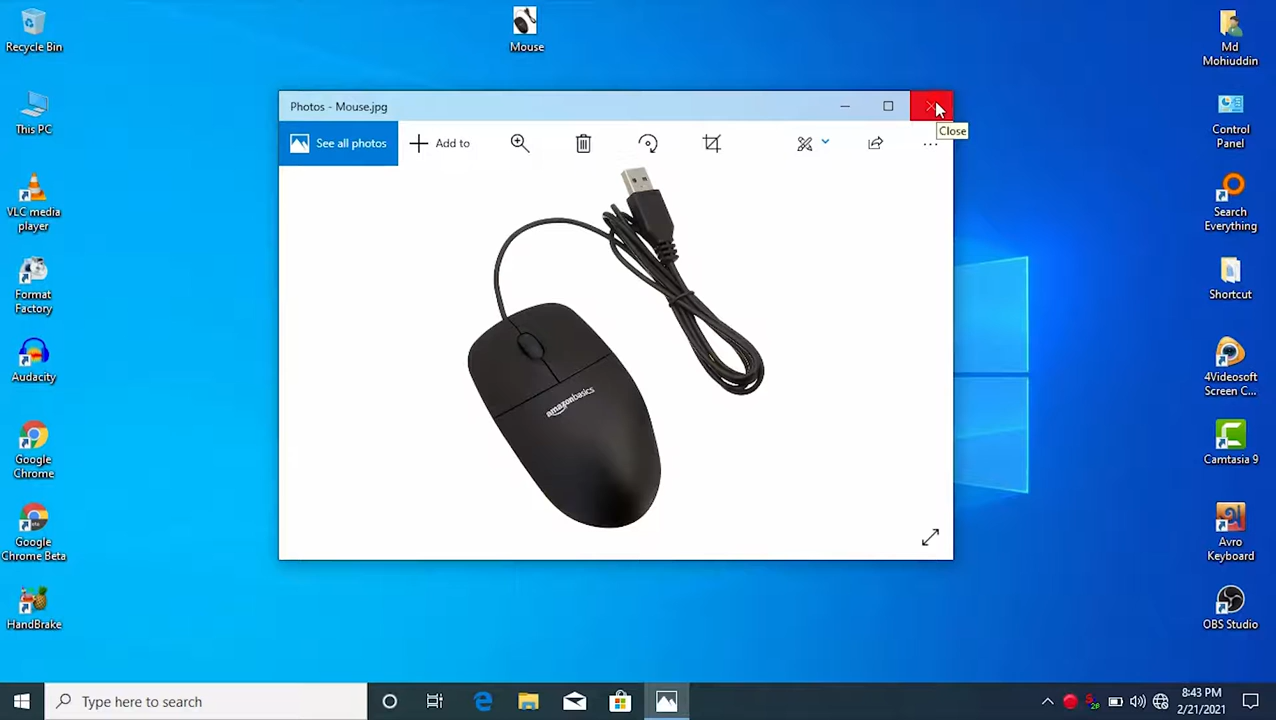 Recycle Bin
This PC
VLC media
player
Format
Factory
Audacity
Google
Chrome
Google
Chrome Beta
HandBrake
Mouse
Photos - Mouse.jpg
Close
See all photos
Add to
amazonbasics
Md
Mohiuddin
Control
Panel
Search
Everything
Shortcut
4Videosoft
Screen C...
Camtasia 9
Avro
Keyboard
OBS Studio
Type here to search
8:43 PM
2/21/2021